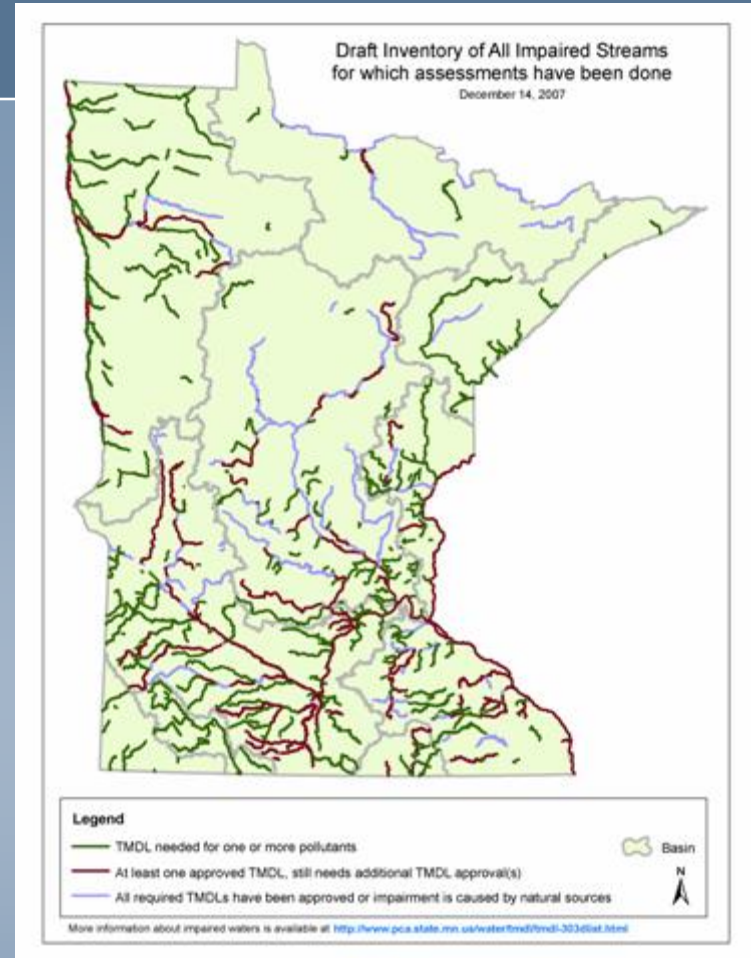 Draft Inventory of All Impaired Streams
for which assessments have been done
December 14, 2007
Legend
TMDL needed for one or more pollutants
Basin
At least one approved TMDL, still needs additional TMDL approval(s)
N
All required TMDLs have been approved or impairment is caused by natural sources
More information about impaired waters is available at http://www.pca.state.mn.us/water/tmdl/tmdl-303dlist.html